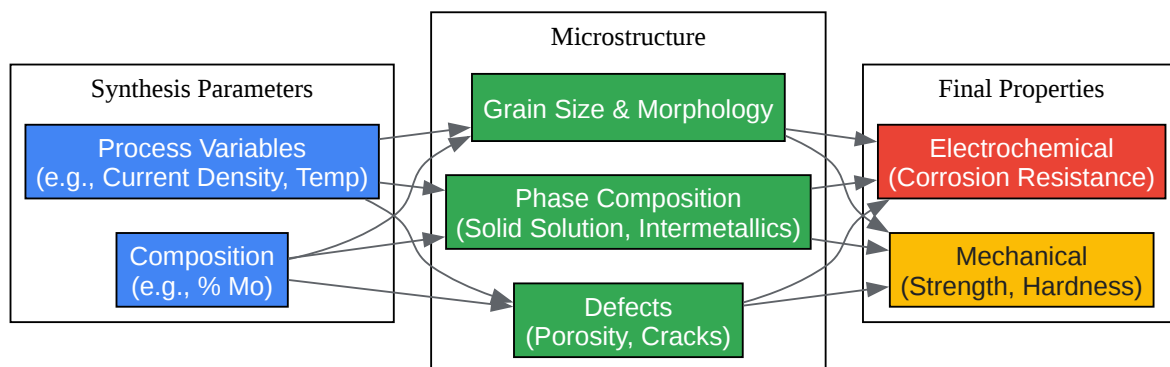 Synthesis Parameters
Process Variables
(e.g., Current Density, Temp)
Composition
(e.g., % Mo)
Microstructure
Grain Size & Morphology
Phase Composition
(Solid Solution, Intermetallics)
Defects
(Porosity, Cracks)
Final Properties
Electrochemical
(Corrosion Resistance)
Mechanical
(Strength, Hardness)